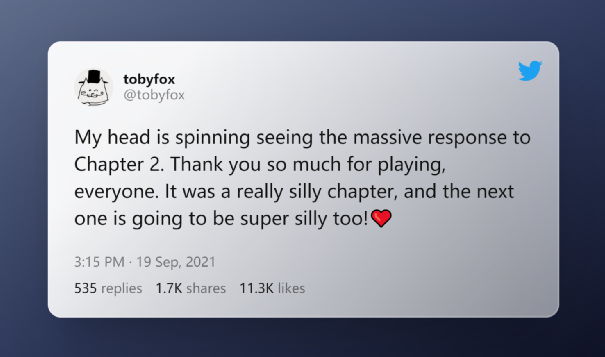 tobyfox
@tobyfox
My head is spinning seeing the massive response to
Chapter 2. Thank you so much for playing,
everyone. It was a really silly chapter, and the next
one is going to be super silly too!❤️
3:15 PM · 19 Sep, 2021
535 replies 1.7K shares 11.3K likes